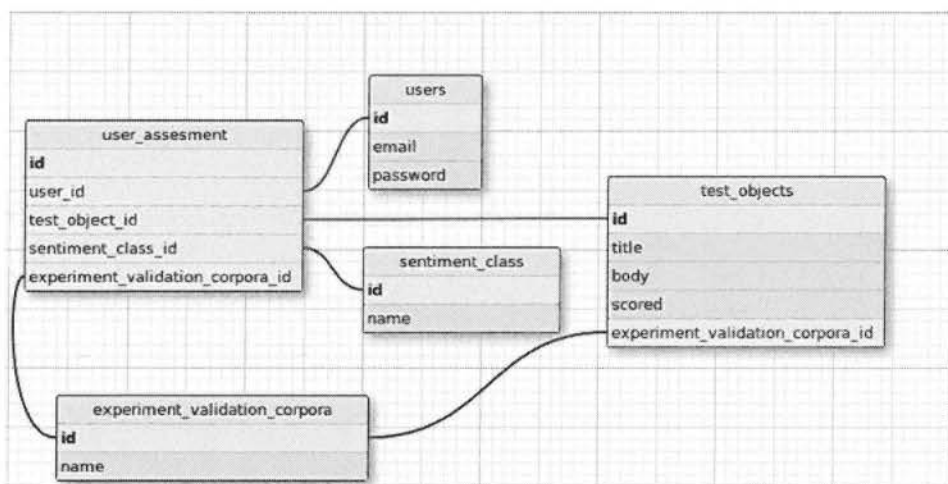 users
id
email
password
user_assesment
id
user_id
test_object_id
sentiment_class_id
experiment_validation_corpora_id
test_objects
id
title
body
scored
experiment_validation_corpora_id
sentiment_class
id
name
experiment_validation_corpora
id
name